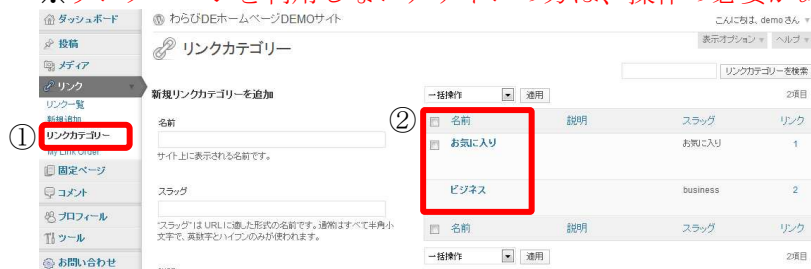 ダッシュボード
わらびDEホームページDEMOサイト
こんにちは、demoさん
投稿
メディア
リンク
リンク一覧
新規追加
リンクカテゴリー
My Link Order
固定ページ
コメント
プロフィール
ツール
お問い合わせ
①
リンクカテゴリー
表示オプション
ヘルプ
リンクカテゴリーを検索
新規リンクカテゴリーを追加
名前
サイト上に表示される名前です。
スラッグ
"スラッグ" は URL に適した形式の名前です。通常はすべて半角小
文字で、英数字とハイフンのみが使われます。
②
一括操作 適用 2項目
名前 説明 スラッグ リンク
お気に入り お気に入り 1
ビジネス business 2
名前 説明 スラッグ リンク
一括操作 適用 2項目